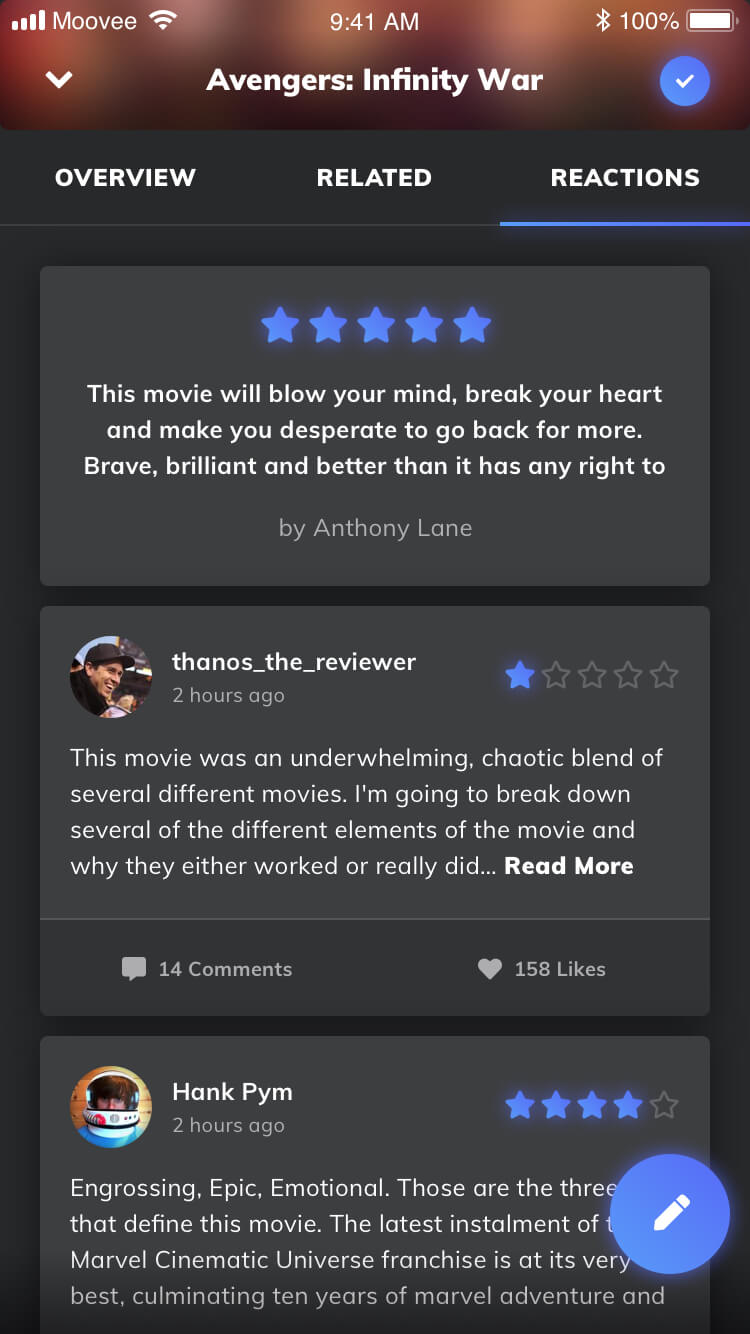 Moovee 9:41 AM 100%
Avengers: Infinity War
OVERVIEW RELATED REACTIONS
This movie will blow your mind, break your heart
and make you desperate to go back for more.
Brave, brilliant and better than it has any right to
by Anthony Lane
thanos_the_reviewer
2 hours ago
This movie was an underwhelming, chaotic blend of
several different movies. I'm going to break down
several of the different elements of the movie and
why they either worked or really did... Read More
14 Comments 158 Likes
Hank Pym
2 hours ago
Engrossing, Epic, Emotional. Those are the three
that define this movie. The latest instalment of
Marvel Cinematic Universe franchise is at its very
best, culminating ten years of marvel adventure and